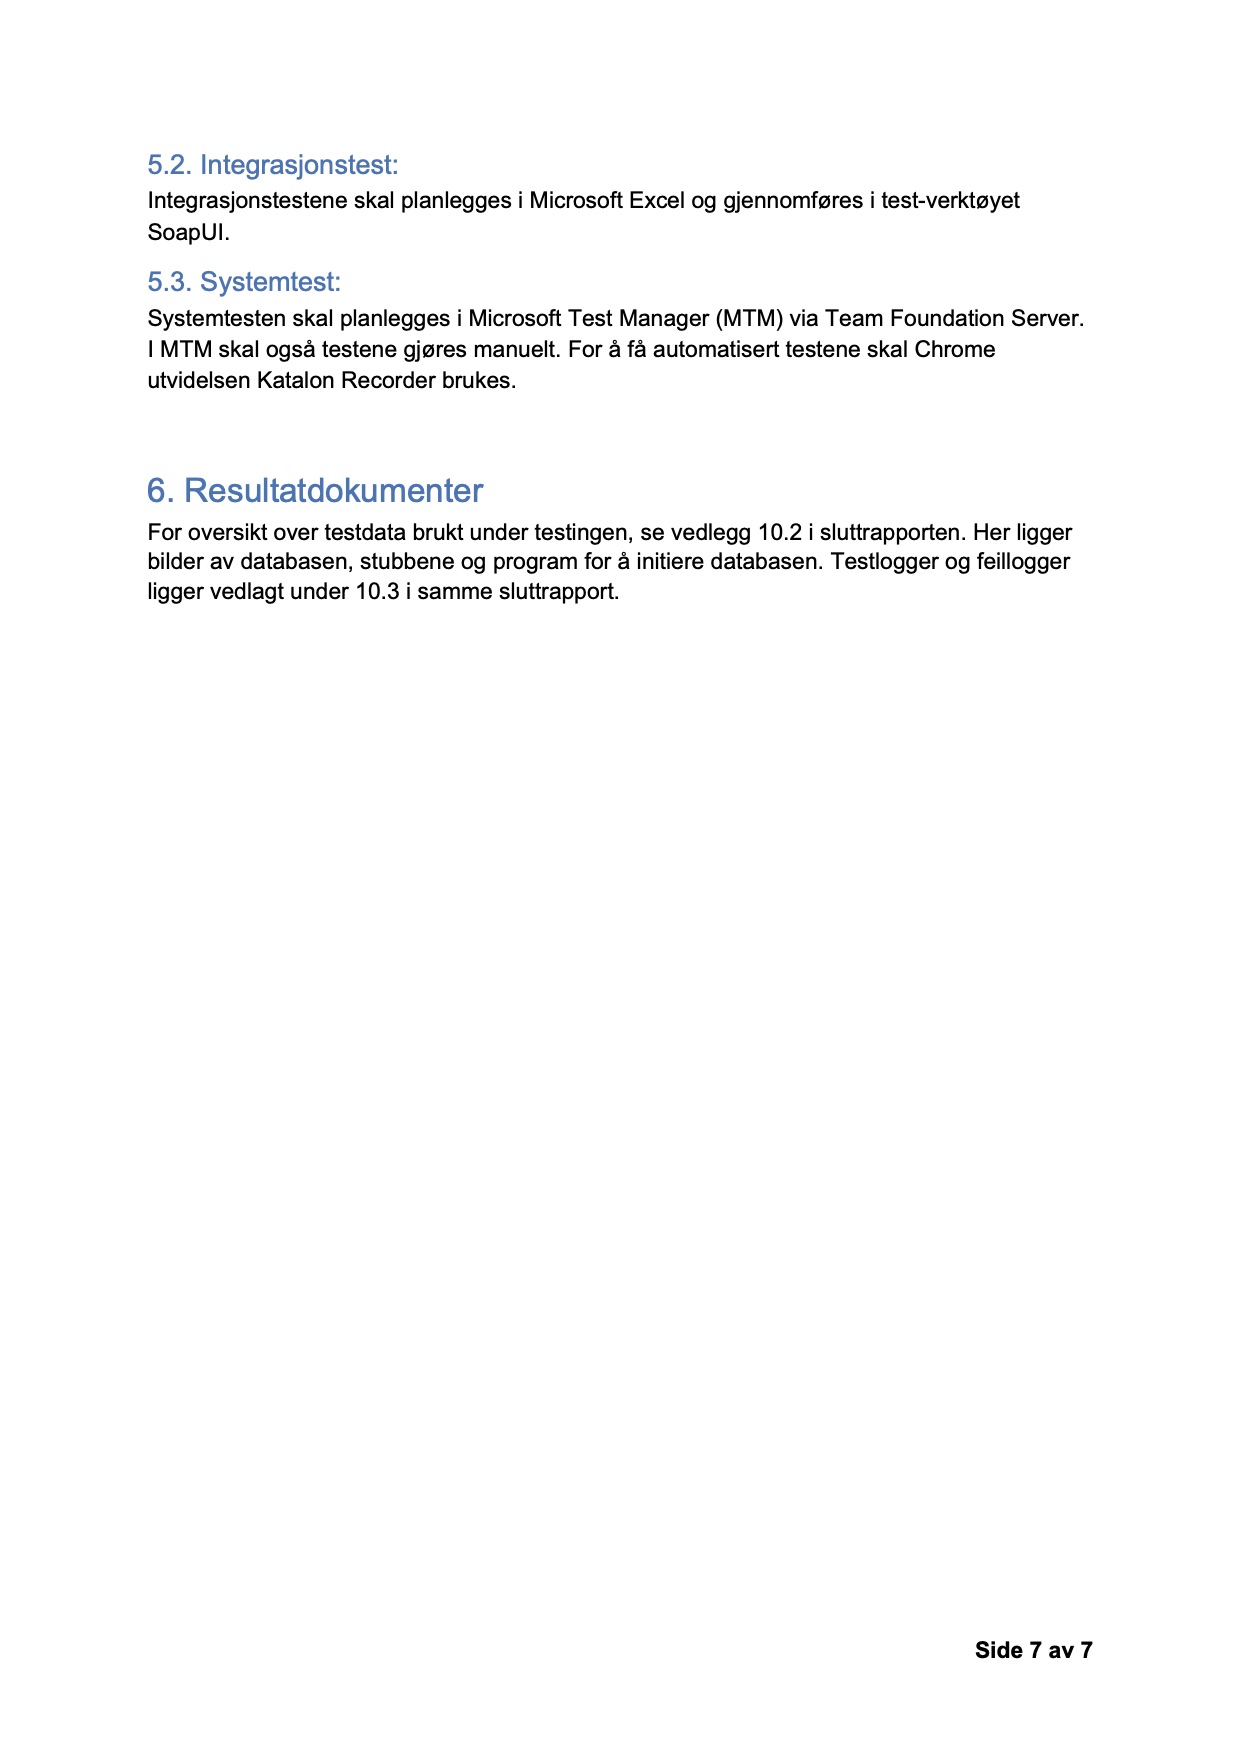 5.2. Integrasjonstest:
Integrasjonstestene skal planlegges i Microsoft Excel og gjennomføres i test-verktøyet
SoapUI.
5.3. Systemtest:
Systemtesten skal planlegges i Microsoft Test Manager (MTM) via Team Foundation Server.
I MTM skal også testene gjøres manuelt. For å få automatisert testene skal Chrome
utvidelsen Katalon Recorder brukes.
6. Resultatdokumenter
For oversikt over testdata brukt under testingen, se vedlegg 10.2 i sluttrapporten. Her ligger
bilder av databasen, stubbene og program for å initiere databasen. Testlogger og feillogger
ligger vedlagt under 10.3 i samme sluttrapport.
Side 7 av 7